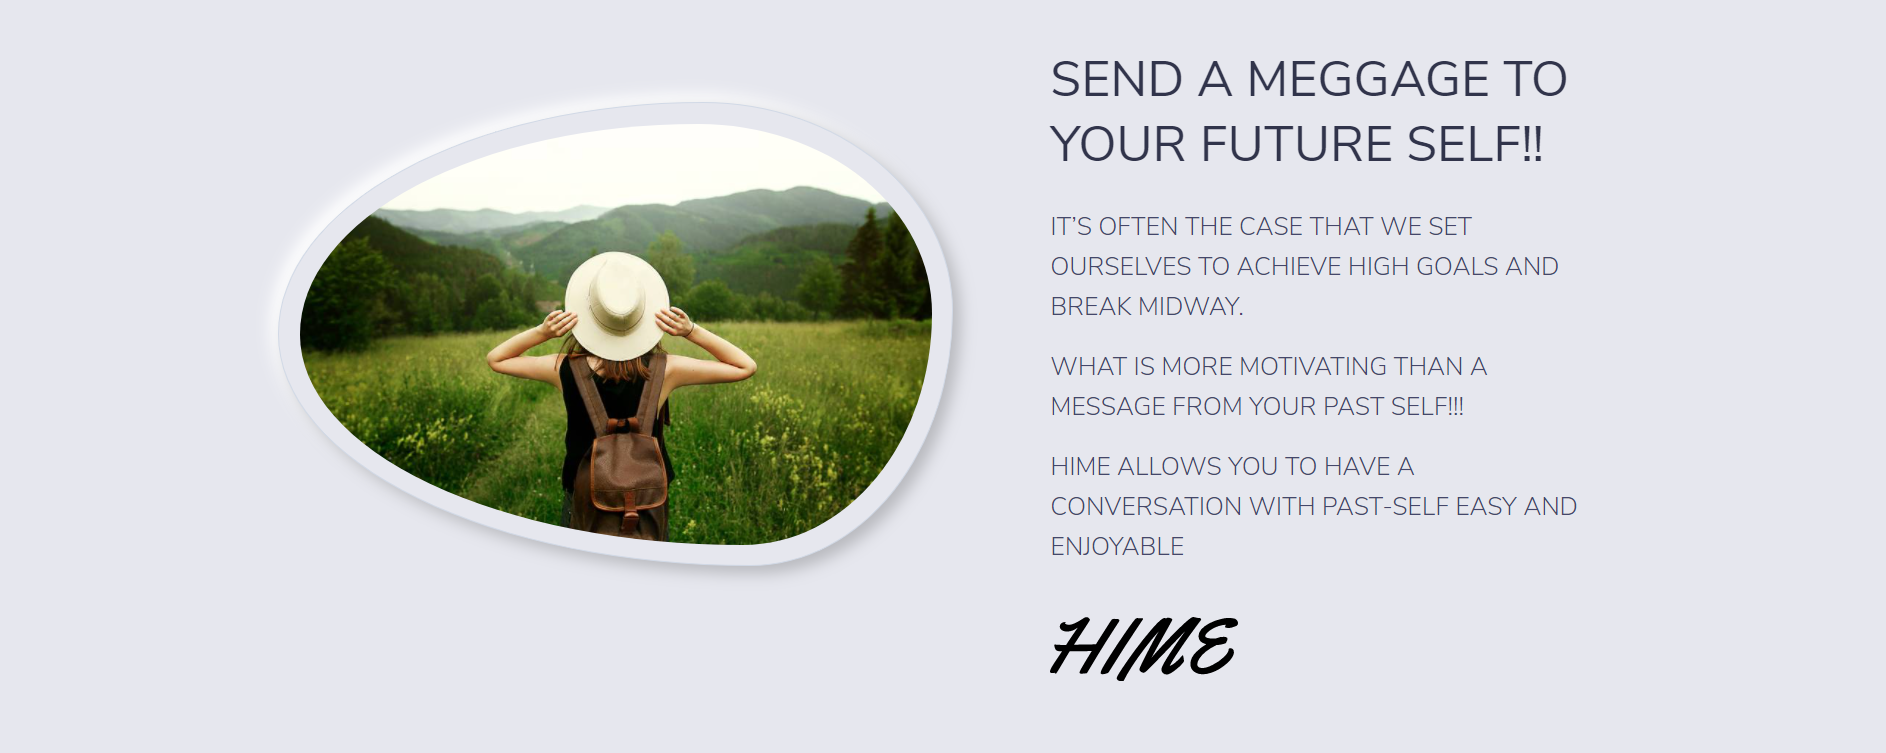 SEND A MEGGAGE TO
YOUR FUTURE SELF!!
IT’S OFTEN THE CASE THAT WE SET
OURSELVES TO ACHIEVE HIGH GOALS AND
BREAK MIDWAY.
WHAT IS MORE MOTIVATING THAN A
MESSAGE FROM YOUR PAST SELF!!!
HIME ALLOWS YOU TO HAVE A
CONVERSATION WITH PAST-SELF EASY AND
ENJOYABLE
HIME